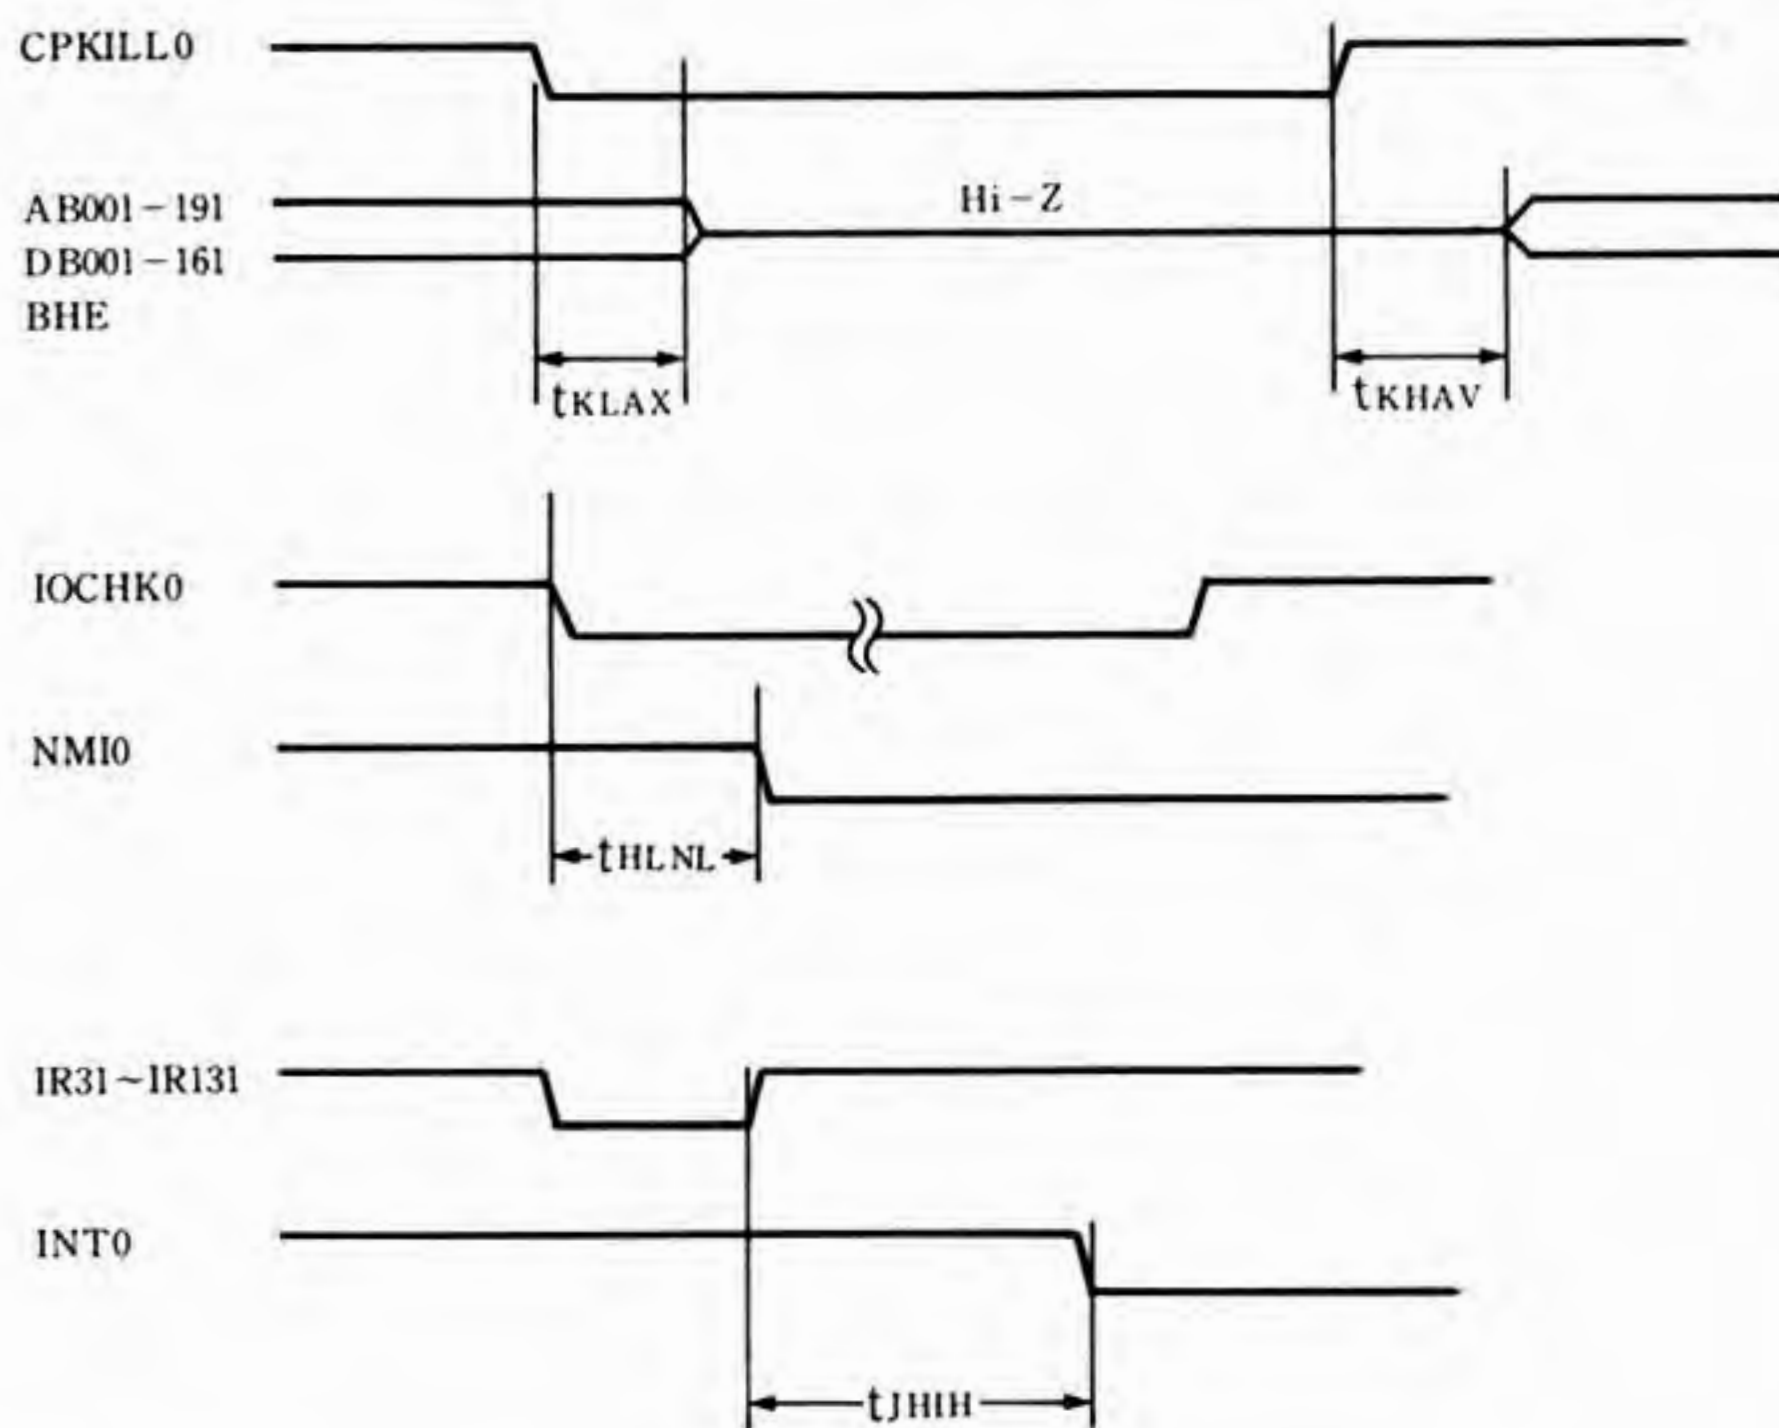 CPKILL0
AB001-191
Hi-Z
DB001-161
BHE
tKLAX
tKHAV
IOCHK0
NMI0
tHLNL
IR31~IR131
INT0
tJHIH